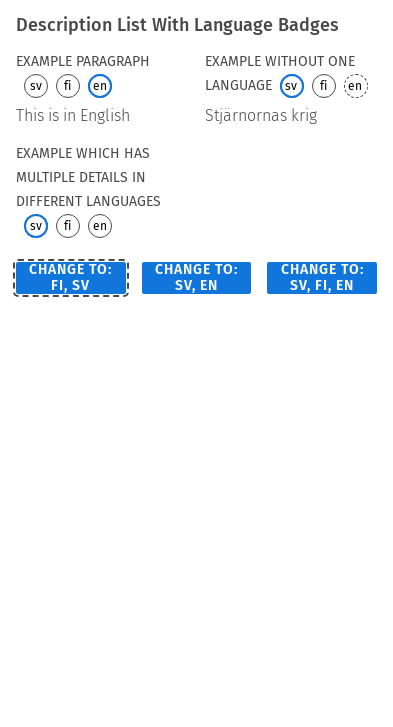 Description List With Language Badges
EXAMPLE PARAGRAPH
sv fi en
This is in English
EXAMPLE WITHOUT ONE
LANGUAGE sv fi en
Stjärnornas krig
EXAMPLE WHICH HAS
MULTIPLE DETAILS IN
DIFFERENT LANGUAGES
sv fi en
CHANGE TO:
FI, SV
CHANGE TO:
SV, EN
CHANGE TO:
SV, FI, EN